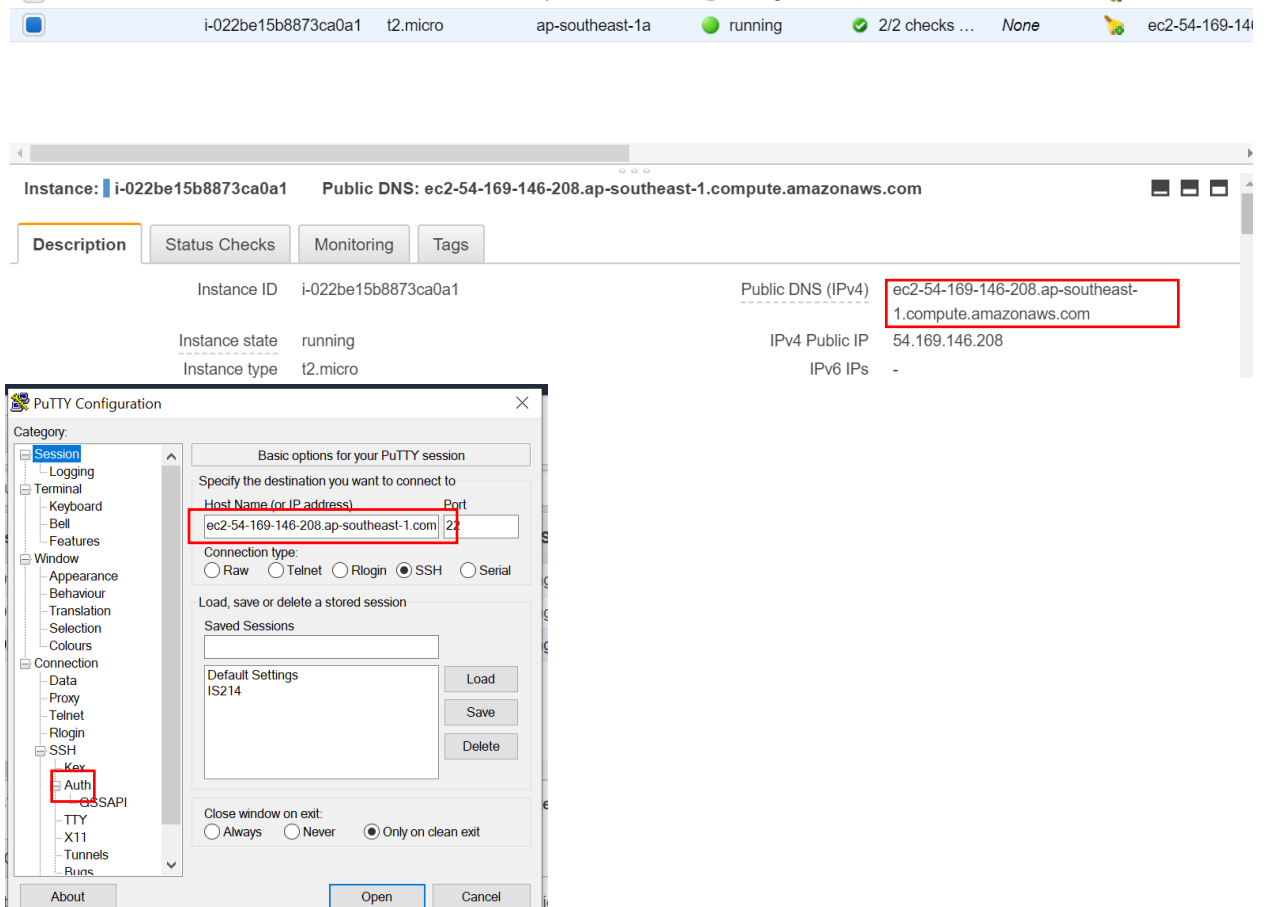 i-022be15b8873ca0a1 t2.micro ap-southeast-1a running 2/2 checks … None ec2-54-169-146
Instance: i-022be15b8873ca0a1 Public DNS: ec2-54-169-146-208.ap-southeast-1.compute.amazonaws.com
Description Status Checks Monitoring Tags
Instance ID i-022be15b8873ca0a1 Public DNS (IPv4) ec2-54-169-146-208.ap-southeast-
1.compute.amazonaws.com
Instance state running IPv4 Public IP 54.169.146.208
Instance type t2.micro IPv6 IPs -
PuTTY Configuration
Category:
Session
Logging
Terminal
Keyboard
Bell
Features
Window
Appearance
Behaviour
Translation
Selection
Colours
Connection
Data
Proxy
Telnet
Rlogin
SSH
Kex
Auth
GSSAPI
TTY
X11
Tunnels
Bugs
Basic options for your PuTTY session
Specify the destination you want to connect to
Host Name (or IP address) Port
ec2-54-169-146-208.ap-southeast-1.com 22
Connection type:
Raw Telnet Rlogin SSH Serial
Load, save or delete a stored session
Saved Sessions
Default Settings
IS214
Load
Save
Delete
Close window on exit:
Always Never Only on clean exit
About Open Cancel